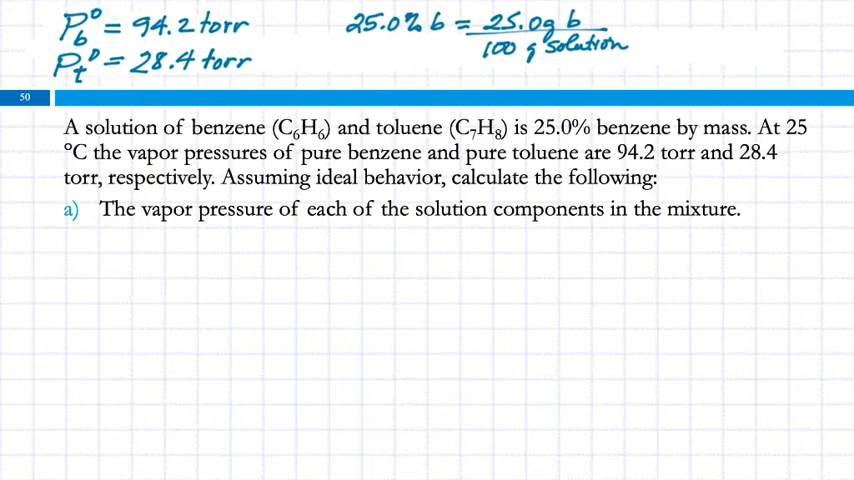 P_b° = 94.2 torr
25.0% b = 25.0g b / 100 g solution
P_t° = 28.4 torr
50
A solution of benzene (C₆H₆) and toluene (C₇H₈) is 25.0% benzene by mass. At 25
°C the vapor pressures of pure benzene and pure toluene are 94.2 torr and 28.4
torr, respectively. Assuming ideal behavior, calculate the following:
a) The vapor pressure of each of the solution components in the mixture.